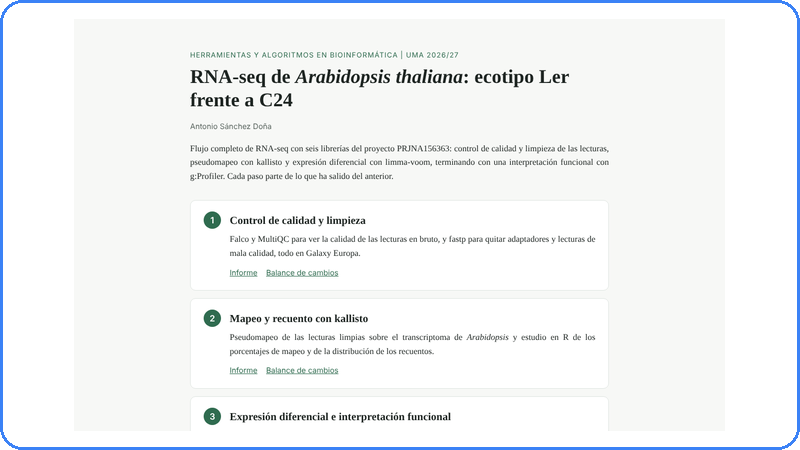 HERRAMIENTAS Y ALGORITMOS EN BIOINFORMÁTICA | UMA 2026/27
RNA-seq de Arabidopsis thaliana: ecotipo Ler
frente a C24
Antonio Sánchez Doña
Flujo completo de RNA-seq con seis librerías del proyecto PRJNA156363: control de calidad y limpieza de las lecturas,
pseudomapeo con kallisto y expresión diferencial con limma-voom, terminando con una interpretación funcional con
g:Profiler. Cada paso parte de lo que ha salido del anterior.
1
Control de calidad y limpieza
Falco y MultiQC para ver la calidad de las lecturas en bruto, y fastp para quitar adaptadores y lecturas de
mala calidad, todo en Galaxy Europa.
Informe Balance de cambios
2
Mapeo y recuento con kallisto
Pseudomapeo de las lecturas limpias sobre el transcriptoma de Arabidopsis y estudio en R de los
porcentajes de mapeo y de la distribución de los recuentos.
Informe Balance de cambios
3
Expresión diferencial e interpretación funcional